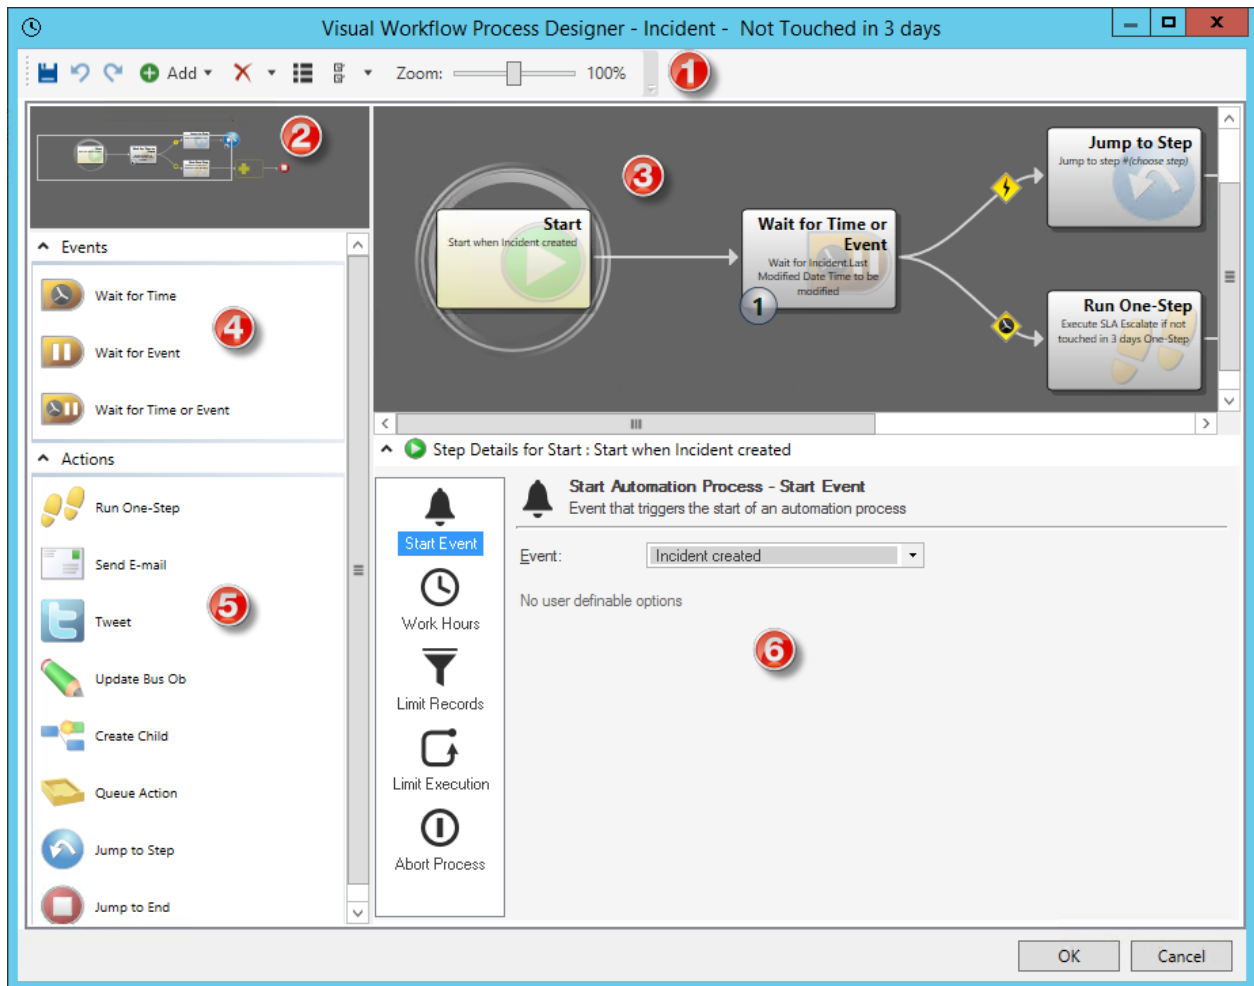 Visual Workflow Process Designer - Incident -  Not Touched in 3 days
Add
Zoom:
100%
1
2
3
Start
Start when Incident created
Wait for Time or
Event
Wait for Incident.Last
Modified Date Time to be
modified
1
Jump to Step
Jump to step #(choose step)
Run One-Step
Execute SLA Escalate if not
touched in 3 days One-Step
Events
Wait for Time
4
Wait for Event
Wait for Time or Event
Actions
Run One-Step
Send E-mail
5
Tweet
Update Bus Ob
Create Child
Queue Action
Jump to Step
Jump to End
Step Details for Start : Start when Incident created
Start Event
Work Hours
Limit Records
Limit Execution
Abort Process
Start Automation Process - Start Event
Event that triggers the start of an automation process
Event:
Incident created
No user definable options
6
OK
Cancel